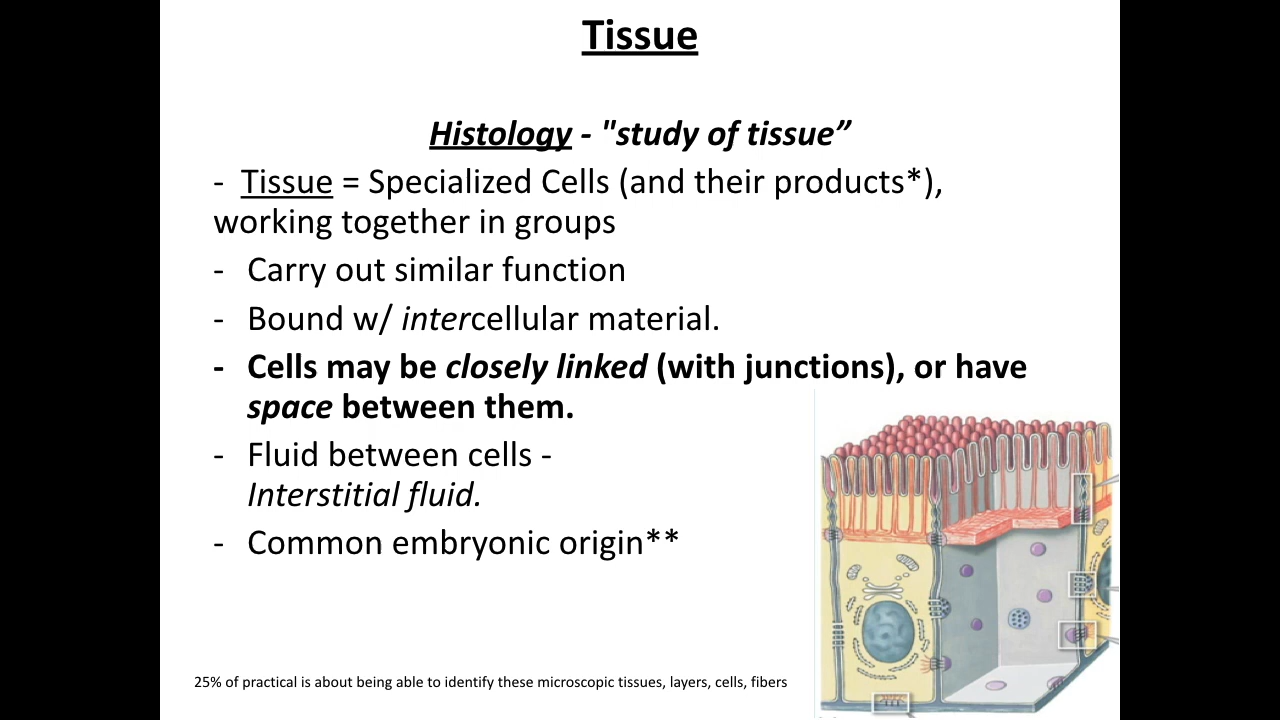 Tissue
Histology - "study of tissue”
- Tissue = Specialized Cells (and their products*),
working together in groups
- Carry out similar function
- Bound w/ intercellular material.
- Cells may be closely linked (with junctions), or have
space between them.
- Fluid between cells -
Interstitial fluid.
- Common embryonic origin**
25% of practical is about being able to identify these microscopic tissues, layers, cells, fibers